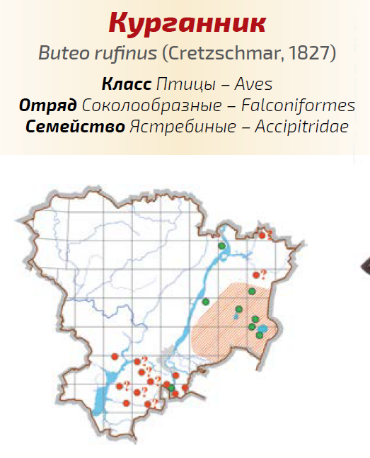 Курганник
Buteo rufinus (Cretzschmar, 1827)
Класс Птицы – Aves
Отряд Соколообразные – Falconiformes
Семейство Ястребиные – Accipitridae
?
?
?
?
?
?
?
?
?